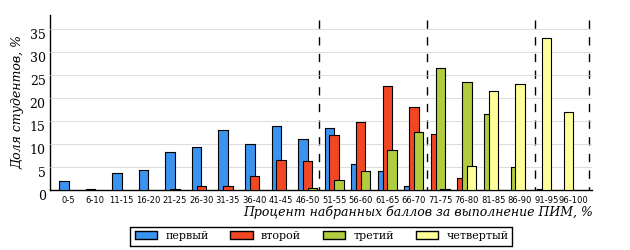 Доля студентов, %
35
30
25
20
15
10
5
0
0-5 6-10 11-15 16-20 21-25 26-30 31-35 36-40 41-45 46-50 51-55 56-60 61-65 66-70 71-75 76-80 81-85 86-90 91-95 96-100
Процент набранных баллов за выполнение ПИМ, %
первый второй третий четвертый